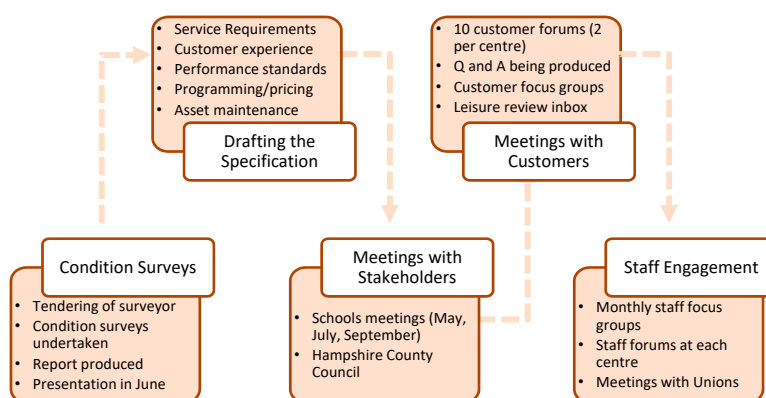 • Service Requirements
• Customer experience
• Performance standards
• Programming/pricing
• Asset maintenance
Drafting the
Specification
• 10 customer forums (2
per centre)
• Q and A being produced
• Customer focus groups
• Leisure review inbox
Meetings with
Customers
Condition Surveys
• Tendering of surveyor
• Condition surveys
undertaken
• Report produced
• Presentation in June
Meetings with
Stakeholders
• Schools meetings (May,
July, September)
• Hampshire County
Council
Staff Engagement
• Monthly staff focus
groups
• Staff forums at each
centre
• Meetings with Unions